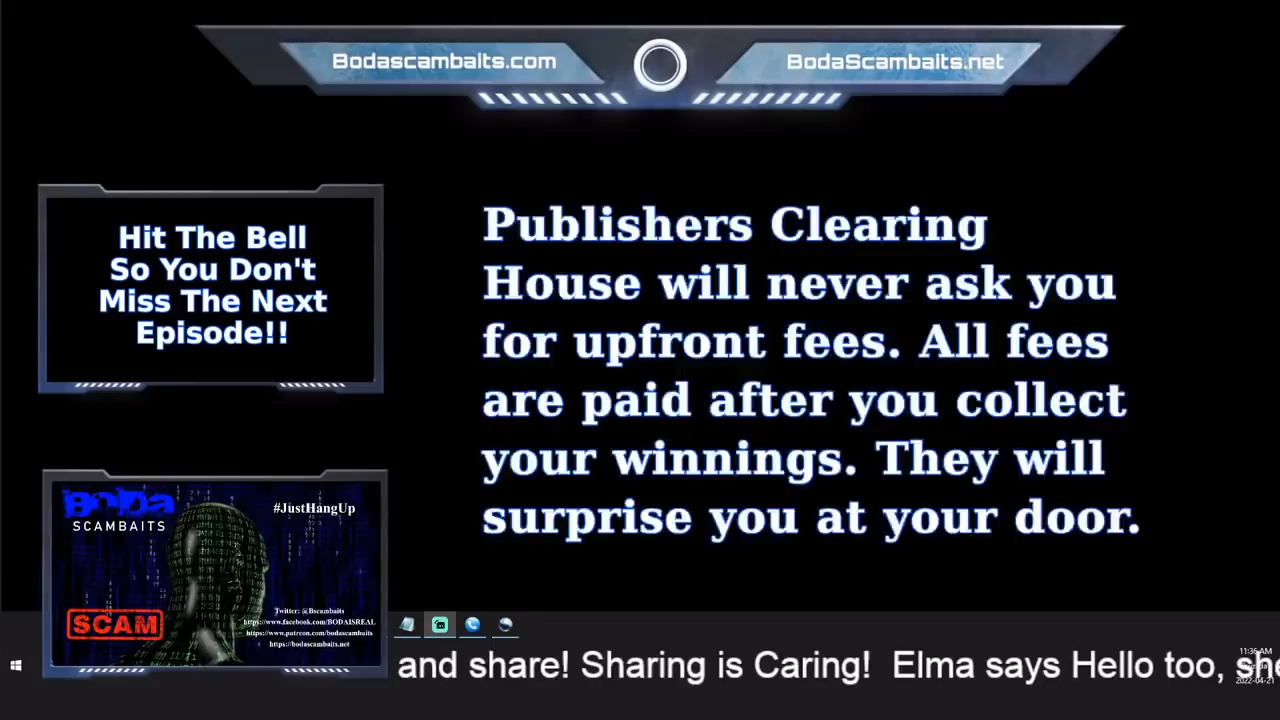 Bodascambaits.com
BodaScambaits.net
Hit The Bell
So You Don't
Miss The Next
Episode!!
Publishers Clearing
House will never ask you
for upfront fees. All fees
are paid after you collect
your winnings. They will
surprise you at your door.
BoDa
SCAMBAITS
#JustHangUp
SCAM
Twitter: @Bscambaits
https://www.facebook.com/BODAISREAL
https://www.patreon.com/bodascambaits
https://bodascambaits.net
and share! Sharing is Caring! Elma says Hello too,
11:36 AM
2022-04-21